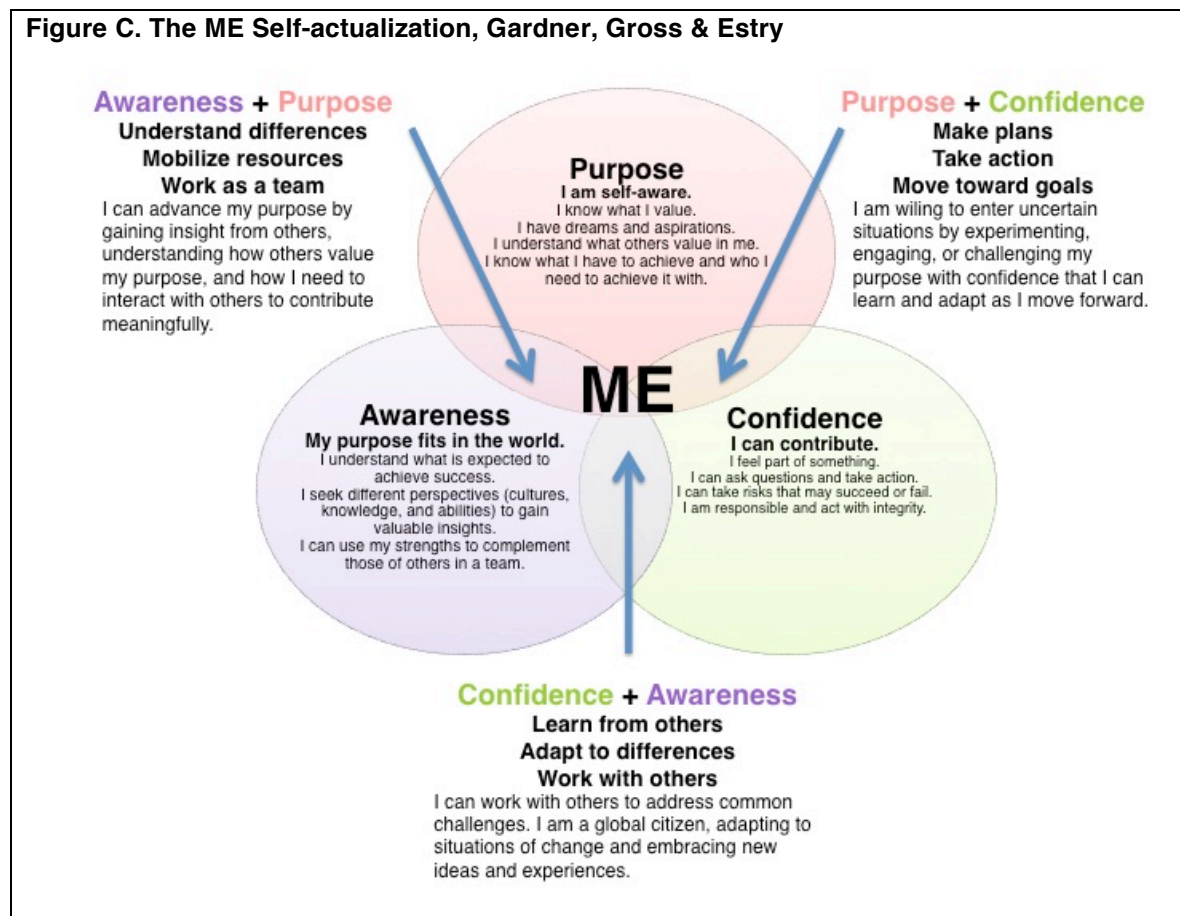 Figure C. The ME Self-actualization, Gardner, Gross & Estry
Awareness + Purpose
Understand differences
Mobilize resources
Work as a team
I can advance my purpose by
gaining insight from others,
understanding how others value
my purpose, and how I need to
interact with others to contribute
meaningfully.
Purpose + Confidence
Make plans
Take action
Move toward goals
I am wiling to enter uncertain
situations by experimenting,
engaging, or challenging my
purpose with confidence that I can
learn and adapt as I move forward.
Purpose
I am self-aware.
I know what I value.
I have dreams and aspirations.
I understand what others value in me.
I know what I have to achieve and who I
need to achieve it with.
ME
Awareness
My purpose fits in the world.
I understand what is expected to
achieve success.
I seek different perspectives (cultures,
knowledge, and abilities) to gain
valuable insights.
I can use my strengths to complement
those of others in a team.
Confidence
I can contribute.
I feel part of something.
I can ask questions and take action.
I can take risks that may succeed or fail.
I am responsible and act with integrity.
Confidence + Awareness
Learn from others
Adapt to differences
Work with others
I can work with others to address common
challenges. I am a global citizen, adapting to
situations of change and embracing new
ideas and experiences.